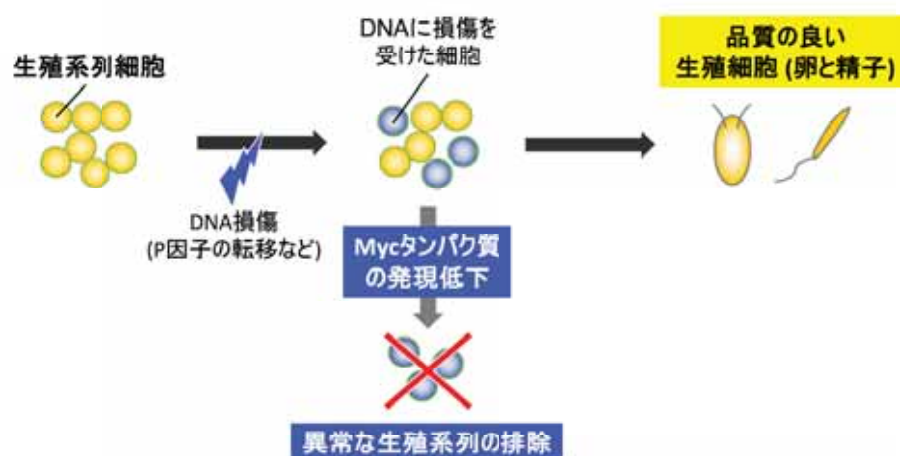 生殖系列細胞
DNA損傷
(P因子の転移など)
DNAに損傷を
受けた細胞
Mycタンパク質
の発現低下
異常な生殖系列の排除
品質の良い
生殖細胞 (卵と精子)